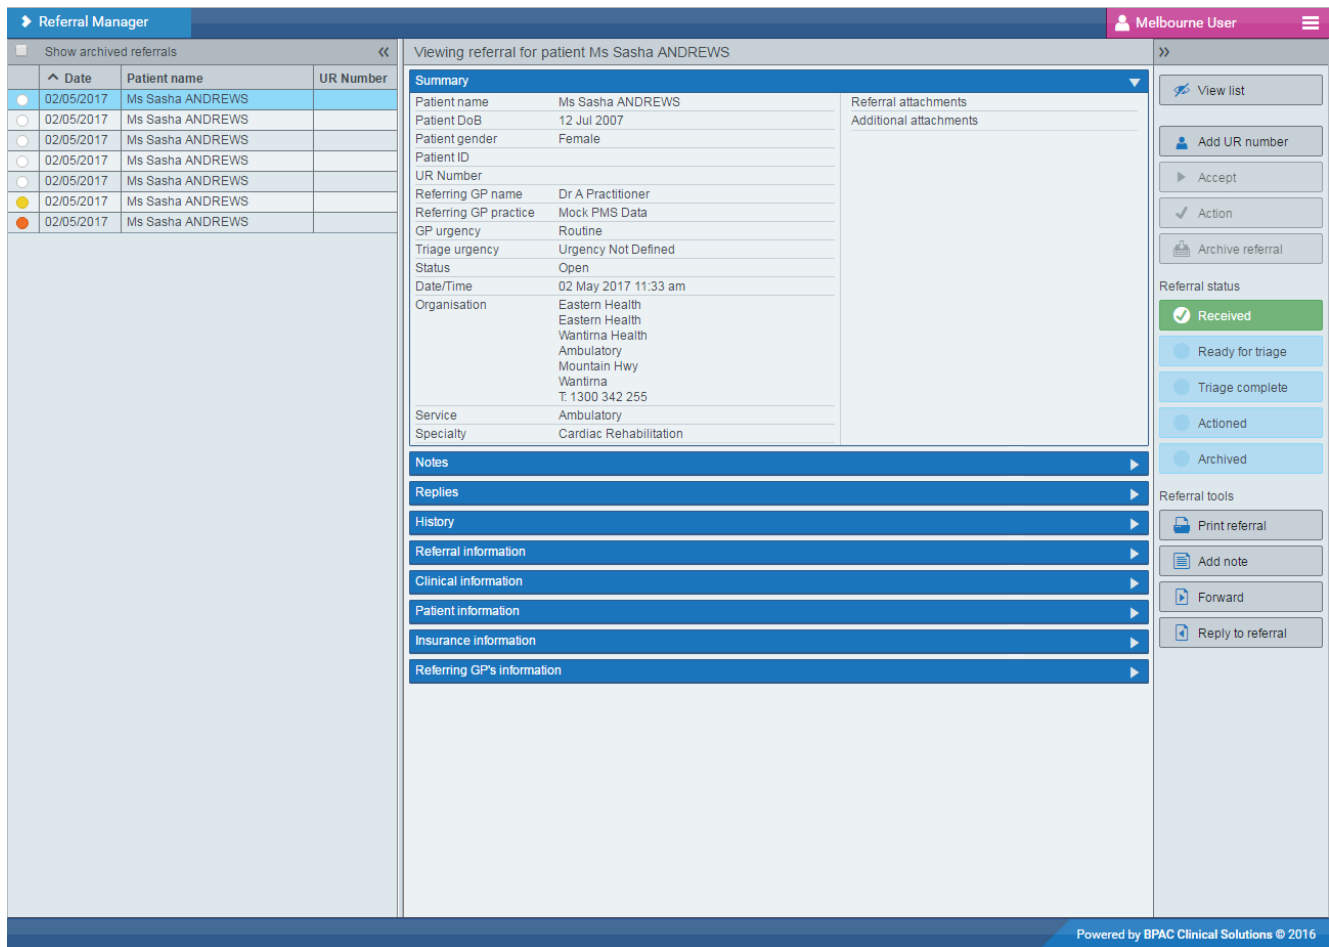 Referral Manager
Melbourne User
Show archived referrals
Date Patient name UR Number
02/05/2017 Ms Sasha ANDREWS
02/05/2017 Ms Sasha ANDREWS
02/05/2017 Ms Sasha ANDREWS
02/05/2017 Ms Sasha ANDREWS
02/05/2017 Ms Sasha ANDREWS
02/05/2017 Ms Sasha ANDREWS
02/05/2017 Ms Sasha ANDREWS
Viewing referral for patient Ms Sasha ANDREWS
Summary
Patient name Ms Sasha ANDREWS
Patient DoB 12 Jul 2007
Patient gender Female
Patient ID
UR Number
Referring GP name Dr A Practitioner
Referring GP practice Mock PMS Data
GP urgency Routine
Triage urgency Urgency Not Defined
Status Open
Date/Time 02 May 2017 11:33 am
Organisation Eastern Health
Eastern Health
Wantirna Health
Ambulatory
Mountain Hwy
Wantirna
T: 1300 342 255
Service Ambulatory
Specialty Cardiac Rehabilitation
Referral attachments
Additional attachments
Notes
Replies
History
Referral information
Clinical information
Patient information
Insurance information
Referring GP's information
View list
Add UR number
Accept
Action
Archive referral
Referral status
Received
Ready for triage
Triage complete
Actioned
Archived
Referral tools
Print referral
Add note
Forward
Reply to referral
Powered by BPAC Clinical Solutions © 2016